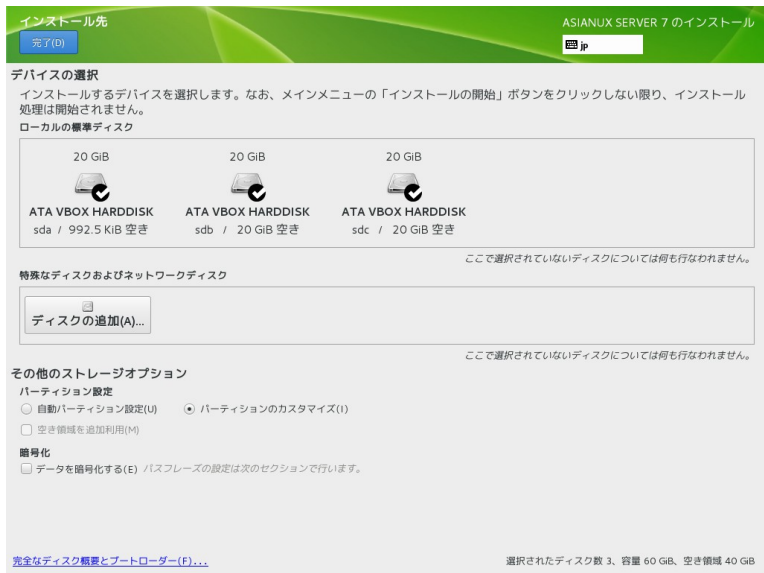 インストール先
ASIANUX SERVER 7 のインストール
完了(D)
jp
デバイスの選択
インストールするデバイスを選択します。なお、メインメニューの「インストールの開始」ボタンをクリックしない限り、インストール
処理は開始されません。
ローカルの標準ディスク
20 GiB 20 GiB 20 GiB
ATA VBOX HARDDISK ATA VBOX HARDDISK ATA VBOX HARDDISK
sda / 992.5 KiB 空き sdb / 20 GiB 空き sdc / 20 GiB 空き
ここで選択されていないディスクについては何も行なわれません。
特殊なディスクおよびネットワークディスク
ディスクの追加(A)...
ここで選択されていないディスクについては何も行なわれません。
その他のストレージオプション
パーティション設定
自動パーティション設定(U) パーティションのカスタマイズ(I)
空き領域を追加利用(M)
暗号化
データを暗号化する(E) パスフレーズの設定は次のセクションで行います。
完全なディスク概要とブートローダー(F)... 選択されたディスク数 3、容量 60 GiB、空き領域 40 GiB